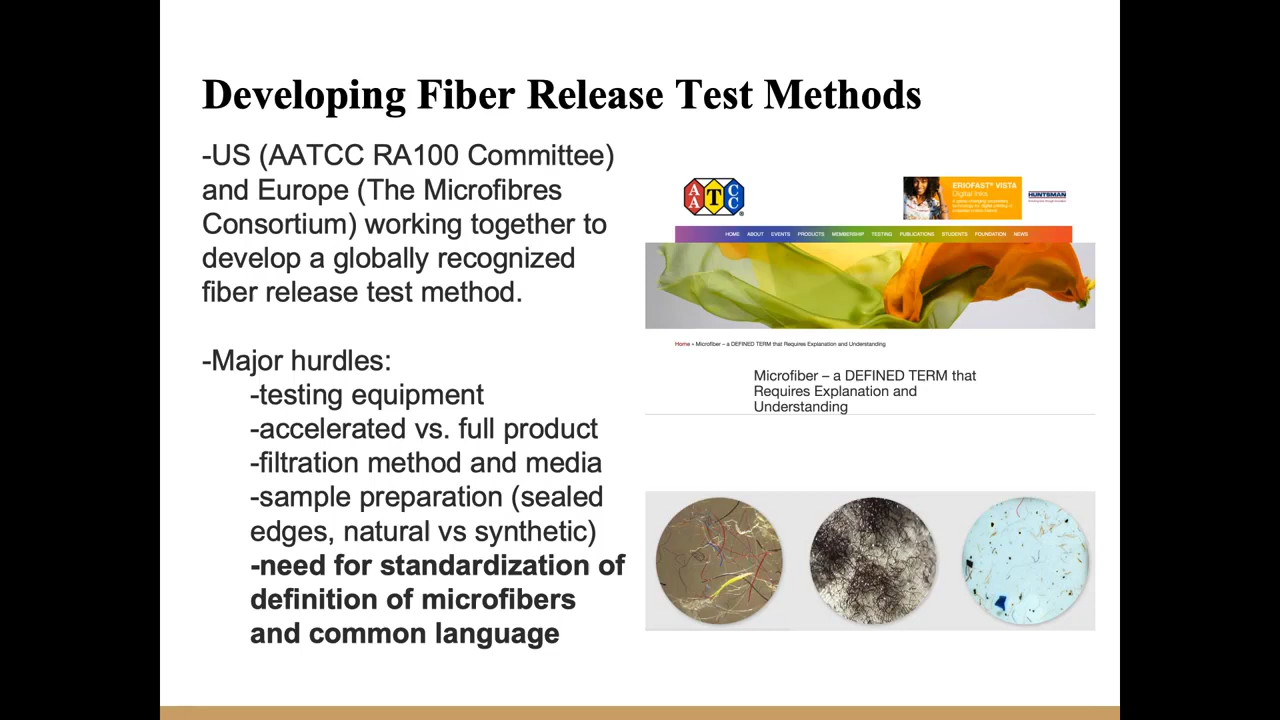 Developing Fiber Release Test Methods
-US (AATCC RA100 Committee)
and Europe (The Microfibres
Consortium) working together to
develop a globally recognized
fiber release test method.
-Major hurdles:
-testing equipment
-accelerated vs. full product
-filtration method and media
-sample preparation (sealed
edges, natural vs synthetic)
-need for standardization of
definition of microfibers
and common language
AATCC
ERIOFAST® VISTA
Digital Inks
HUNTSMAN
HOME ABOUT EVENTS PRODUCTS MEMBERSHIP TESTING PUBLICATIONS STUDENTS FOUNDATION NEWS
Home » Microfiber – a DEFINED TERM that Requires Explanation and Understanding
Microfiber – a DEFINED TERM that
Requires Explanation and
Understanding